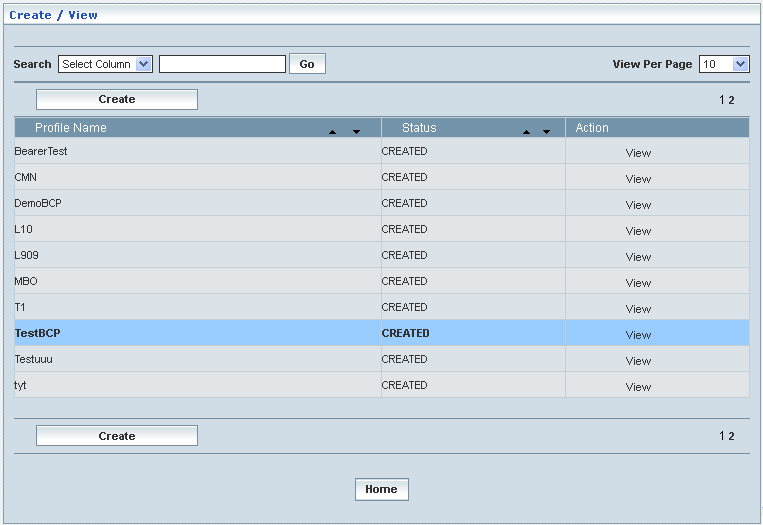 Create / View
Search Select Column Go View Per Page 10
Create 1 2
Profile Name Status Action
BearerTest CREATED View
CMN CREATED View
DemoBCP CREATED View
L10 CREATED View
L909 CREATED View
MBO CREATED View
T1 CREATED View
TestBCP CREATED View
Testuuu CREATED View
tyt CREATED View
Create 1 2
Home